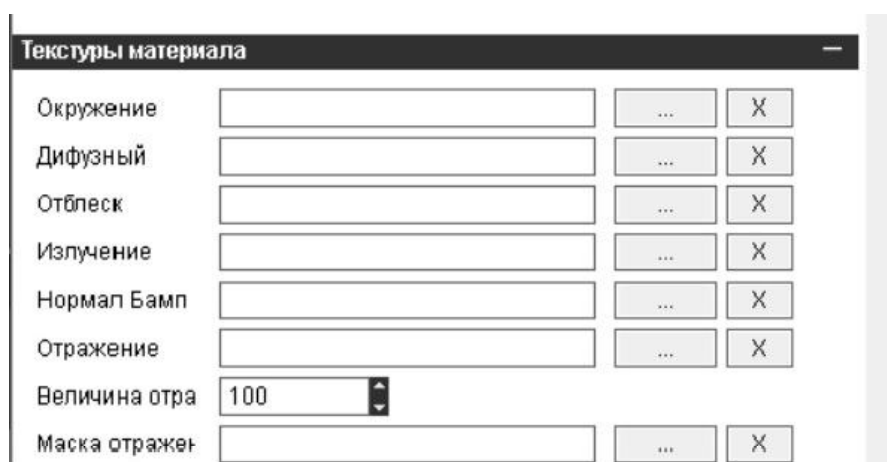 Текстуры материала —
Окружение ... X
Дифузный ... X
Отблеск ... X
Излучение ... X
Нормал Бамп ... X
Отражение ... X
Величина отра 100
Маска отражен ... X